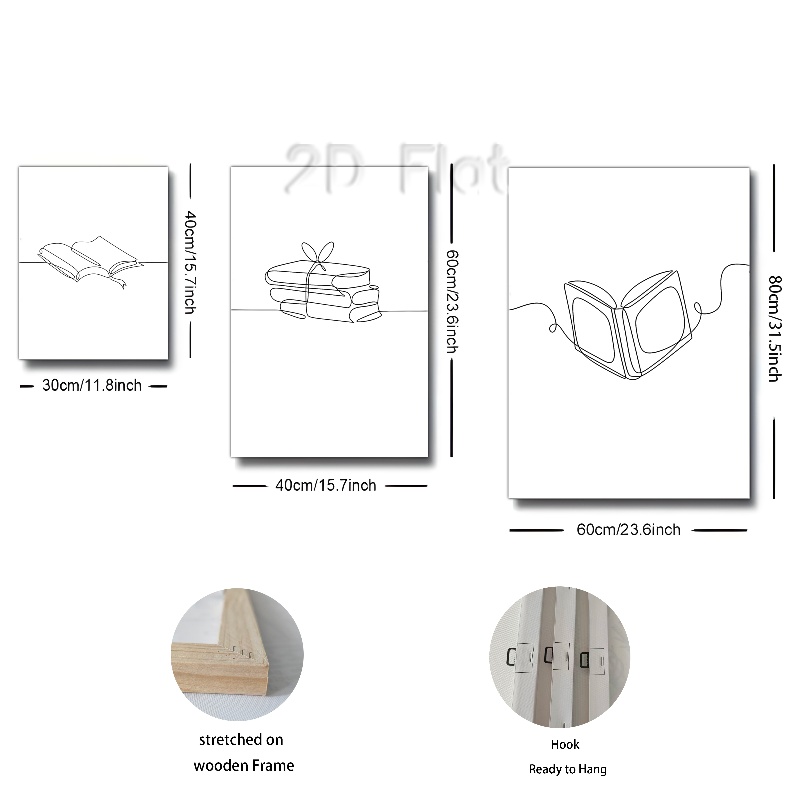 2D Flat
40cm/15.7inch
60cm/23.6inch
80cm/31.5inch
30cm/11.8inch
40cm/15.7inch
60cm/23.6inch
stretched on
wooden Frame
Hook
Ready to Hang